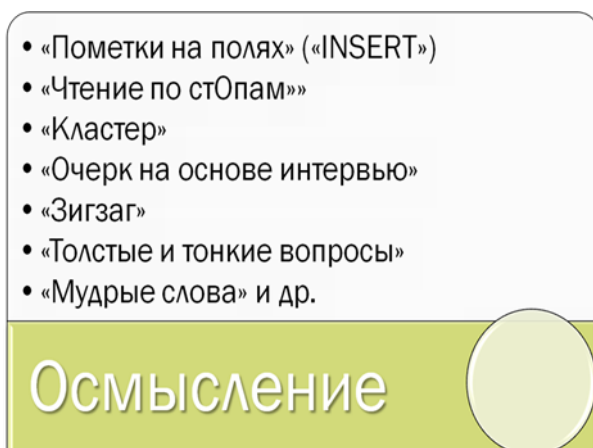 • «Пометки на полях» («INSERT»)
• «Чтение по стОпам»»
• «Кластер»
• «Очерк на основе интервью»
• «Зигзаг»
• «Толстые и тонкие вопросы»
• «Мудрые слова» и др.
Осмысление